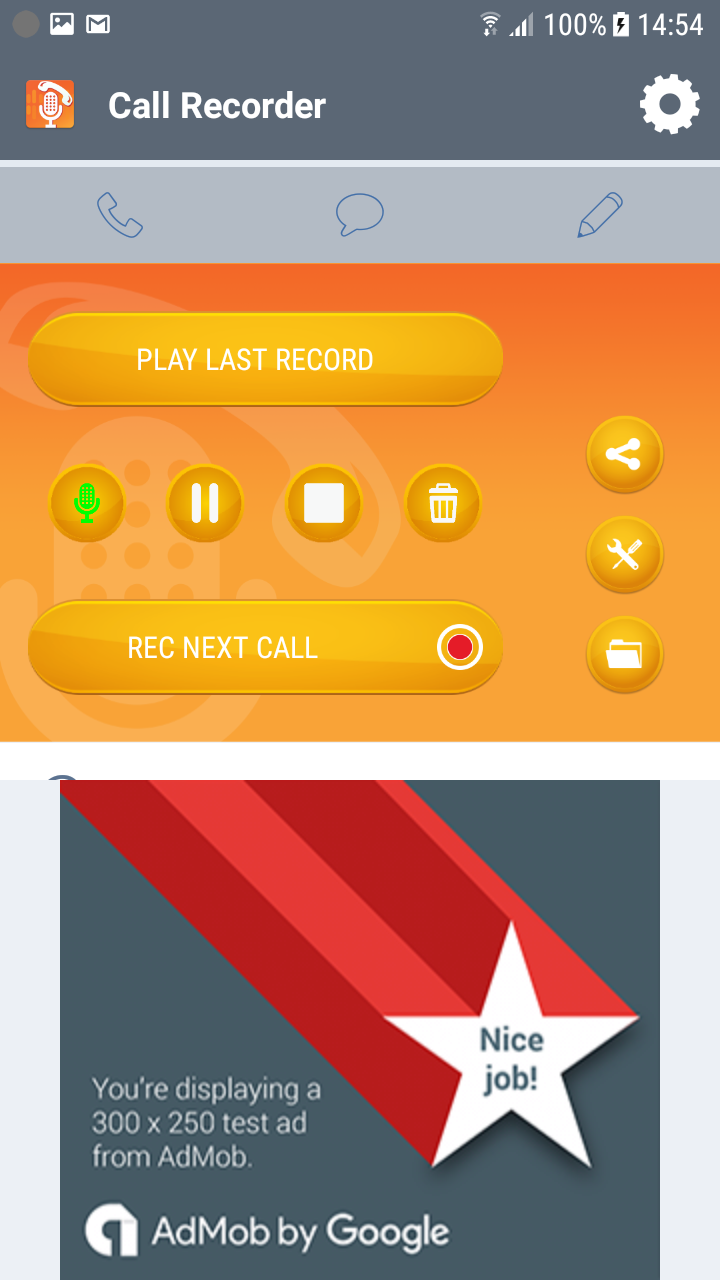 100% 14:54
Call Recorder
PLAY LAST RECORD
REC NEXT CALL
Nice
job!
You're displaying a
300 x 250 test ad
from AdMob.
AdMob by Google